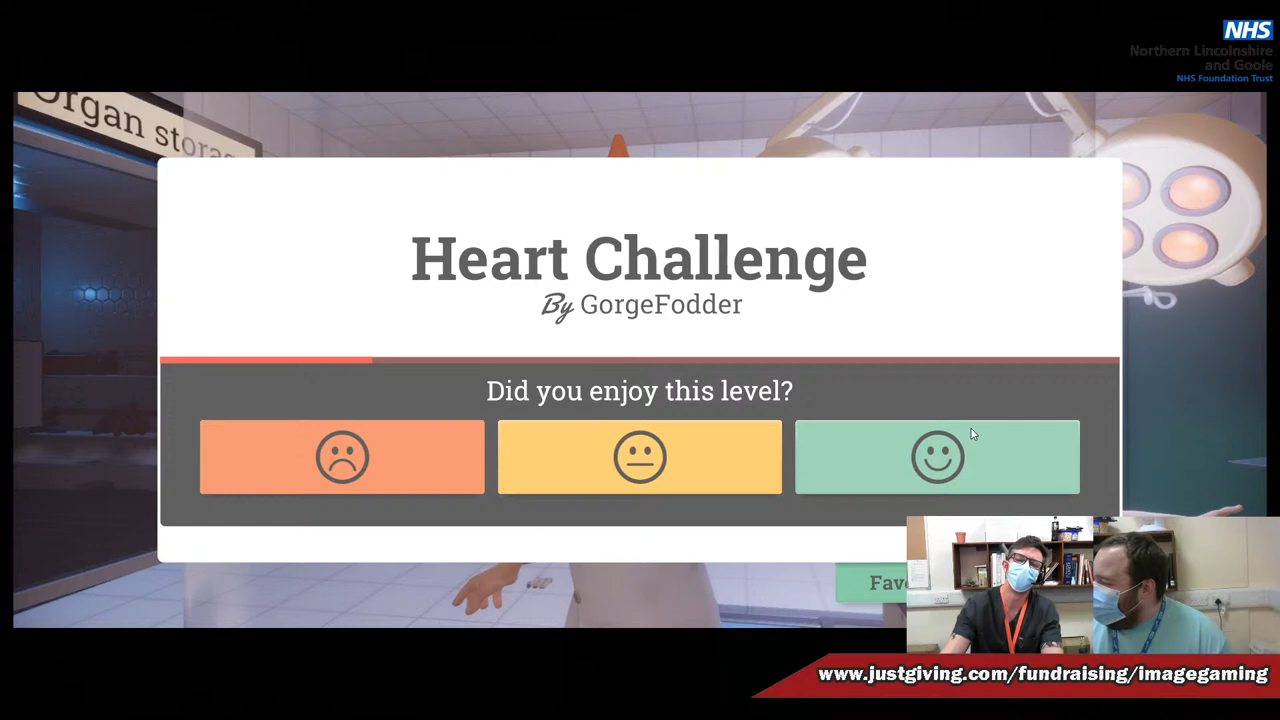 NHS
Northern Lincolnshire
and Goole
NHS Foundation Trust
Organ storag
Heart Challenge
By GorgeFodder
Did you enjoy this level?
Fav
www.justgiving.com/fundraising/imagegaming